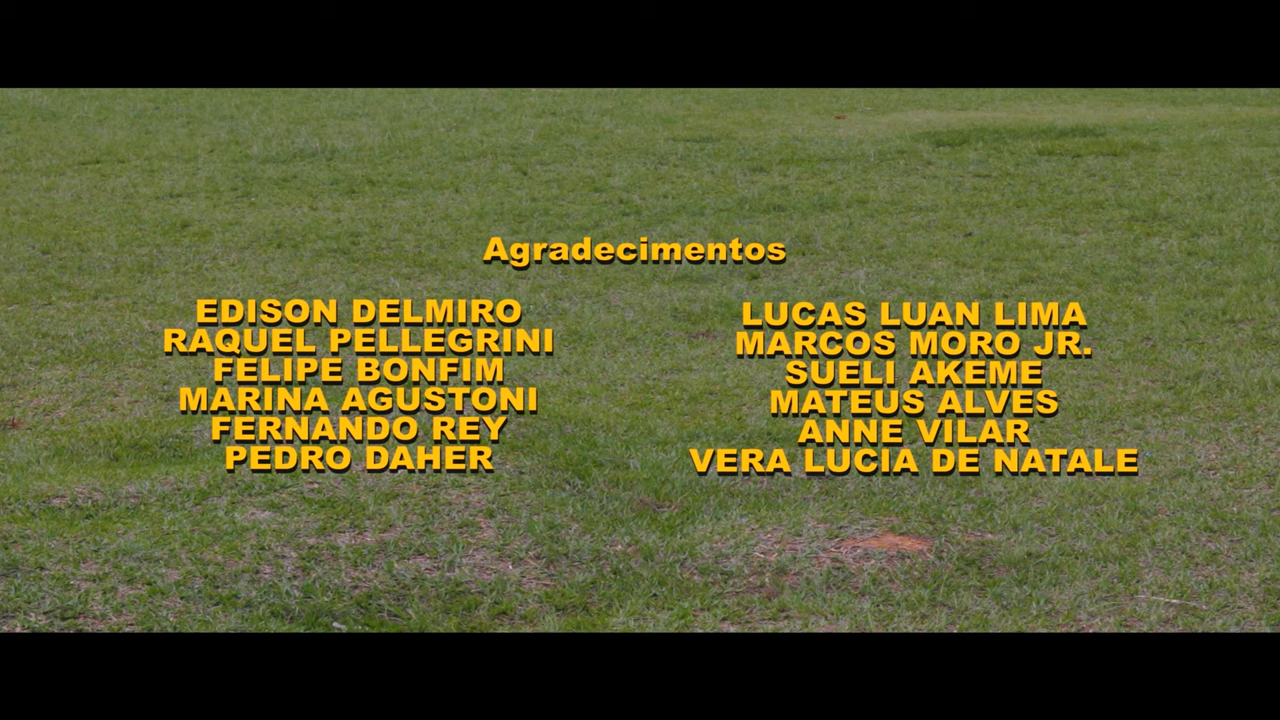 Agradecimentos
EDISON DELMIRO
RAQUEL PELLEGRINI
FELIPE BONFIM
MARINA AGUSTONI
FERNANDO REY
PEDRO DAHER
LUCAS LUAN LIMA
MARCOS MORO JR.
SUELI AKEME
MATEUS ALVES
ANNE VILAR
VERA LUCIA DE NATALE